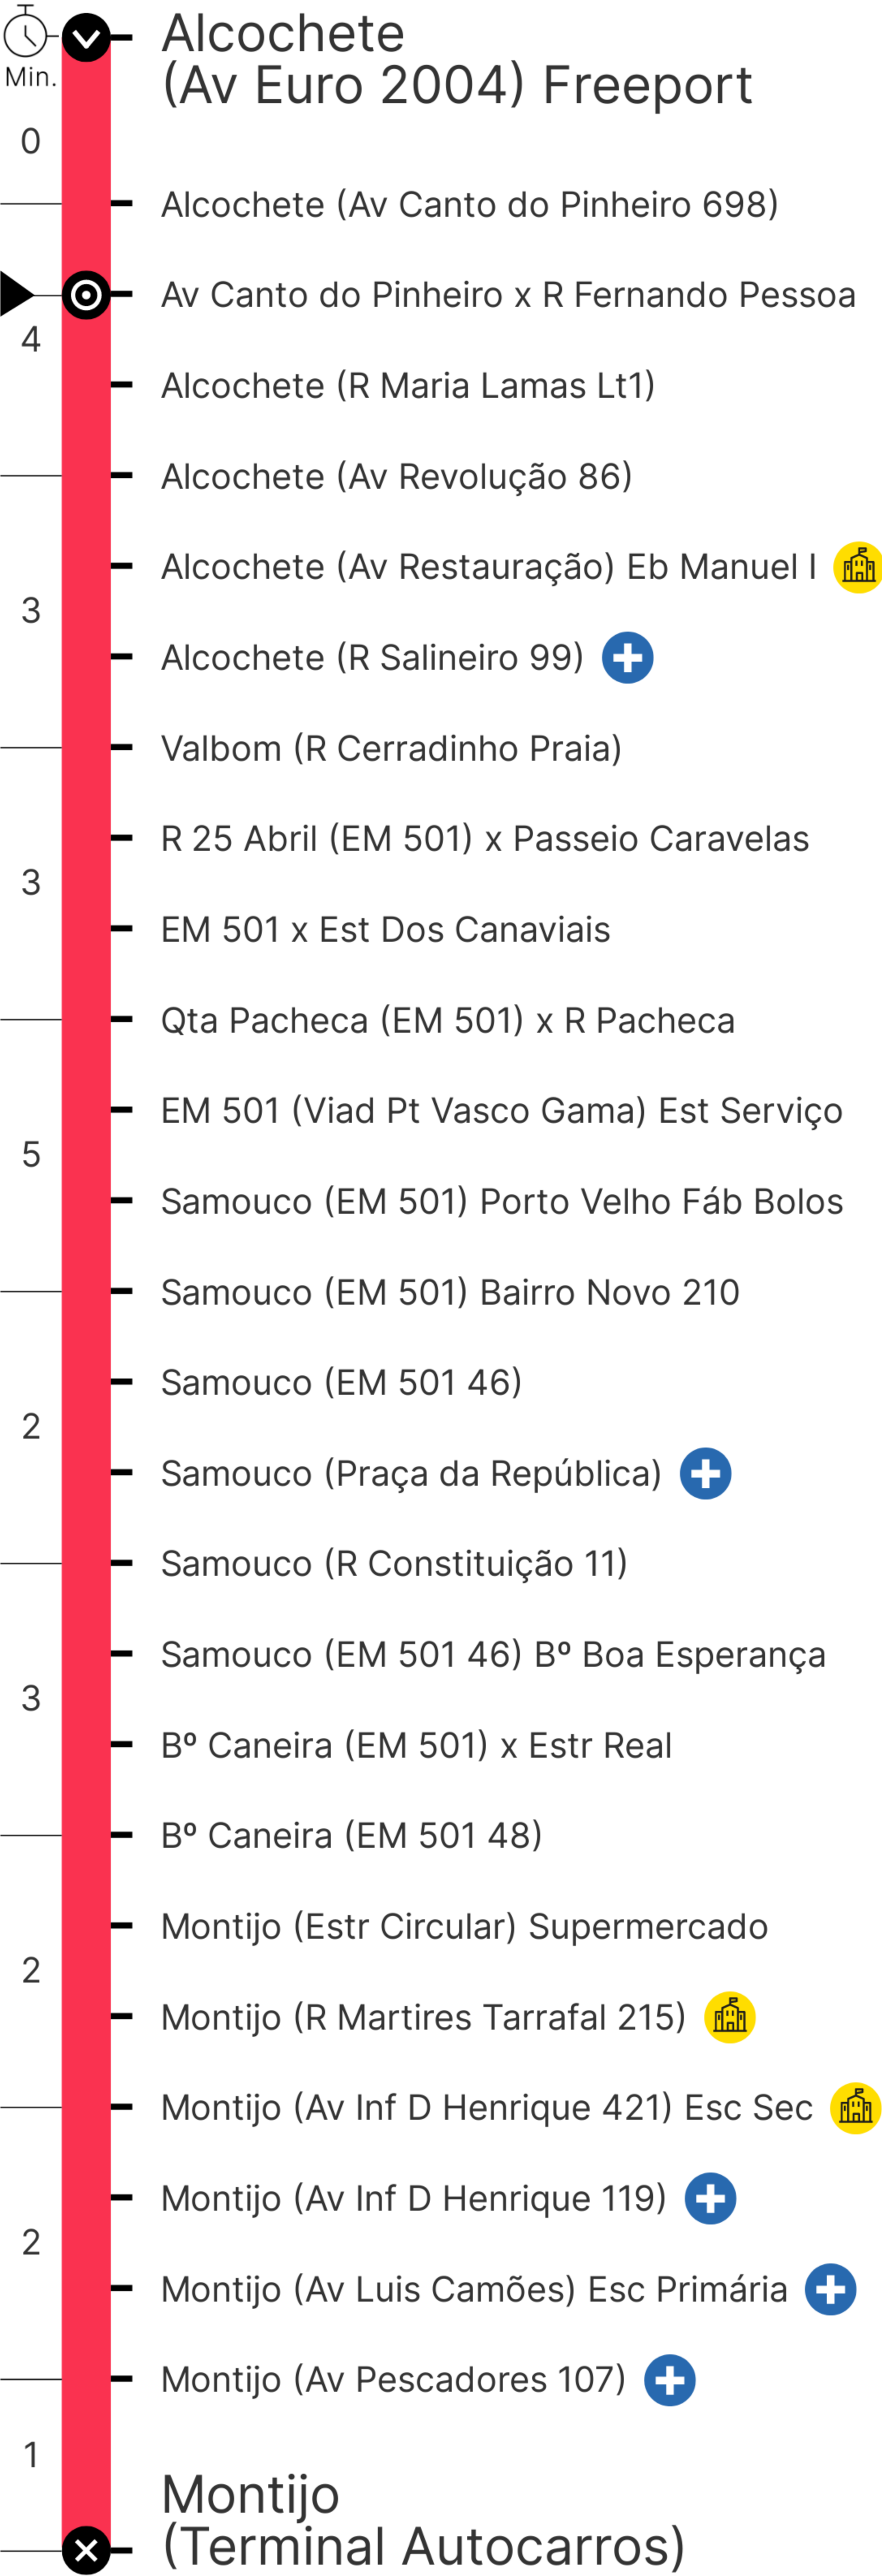 Alcochete
(Av Euro 2004) Freeport
Min.
0
Alcochete (Av Canto do Pinheiro 698)
Av Canto do Pinheiro x R Fernando Pessoa
4
Alcochete (R Maria Lamas Lt1)
Alcochete (Av Revolução 86)
Alcochete (Av Restauração) Eb Manuel I
3
Alcochete (R Salineiro 99)
Valbom (R Cerradinho Praia)
R 25 Abril (EM 501) x Passeio Caravelas
3
EM 501 x Est Dos Canaviais
Qta Pacheca (EM 501) x R Pacheca
EM 501 (Viad Pt Vasco Gama) Est Serviço
5
Samouco (EM 501) Porto Velho Fáb Bolos
Samouco (EM 501) Bairro Novo 210
Samouco (EM 501 46)
2
Samouco (Praça da República)
Samouco (R Constituição 11)
Samouco (EM 501 46) Bº Boa Esperança
3
Bº Caneira (EM 501) x Estr Real
Bº Caneira (EM 501 48)
Montijo (Estr Circular) Supermercado
2
Montijo (R Martires Tarrafal 215)
Montijo (Av Inf D Henrique 421) Esc Sec
Montijo (Av Inf D Henrique 119)
2
Montijo (Av Luis Camões) Esc Primária
Montijo (Av Pescadores 107)
1
Montijo
(Terminal Autocarros)